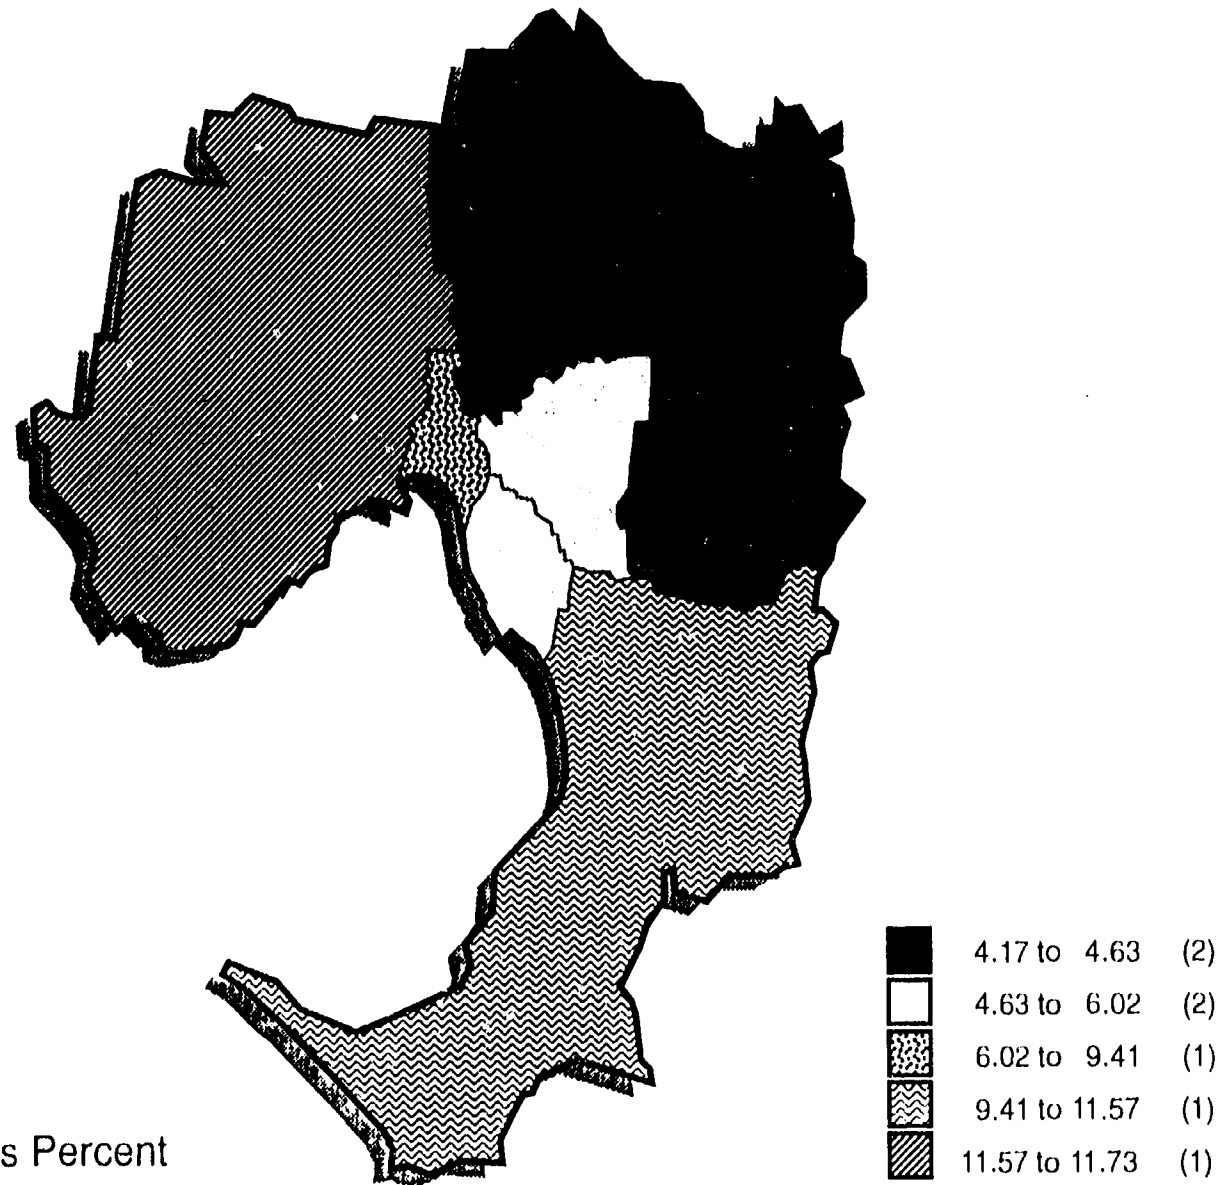 4.17 to 4.63 (2)
4.63 to 6.02 (2)
6.02 to 9.41 (1)
9.41 to 11.57 (1)
s Percent
11.57 to 11.73 (1)